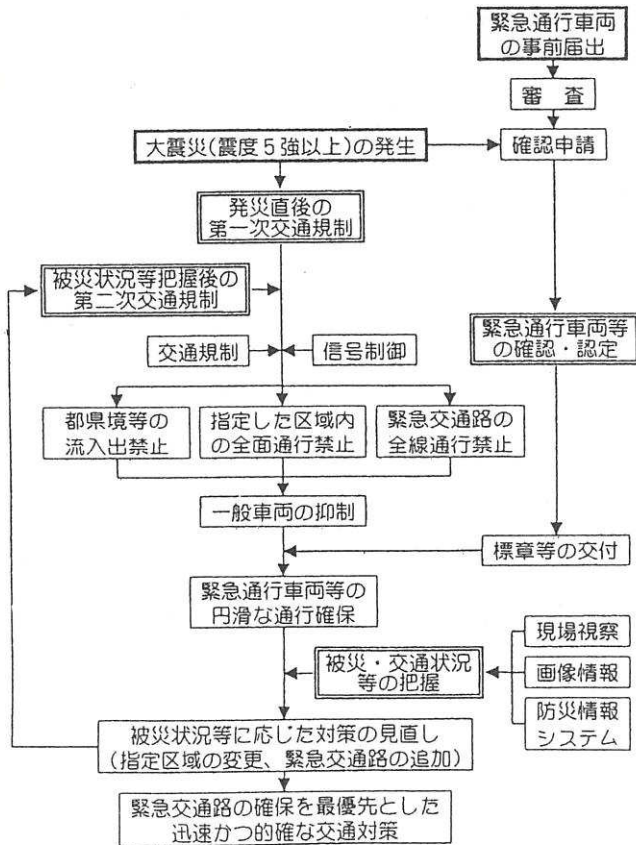 緊急通行車両
の事前届出
審　査
大震災(震度5強以上)の発生
確認申請
発災直後の
第一次交通規制
被災状況等把握後の
第二次交通規制
緊急通行車両等
の確認・認定
交通規制
信号制御
都県境等の
流入出禁止
指定した区域内
の全面通行禁止
緊急交通路の
全線通行禁止
一般車両の抑制
標章等の交付
緊急通行車両等の
円滑な通行確保
現場視察
被災・交通状況
等の把握
画像情報
防災情報
システム
被災状況等に応じた対策の見直し
(指定区域の変更、緊急交通路の追加)
緊急交通路の確保を最優先とした
迅速かつ的確な交通対策